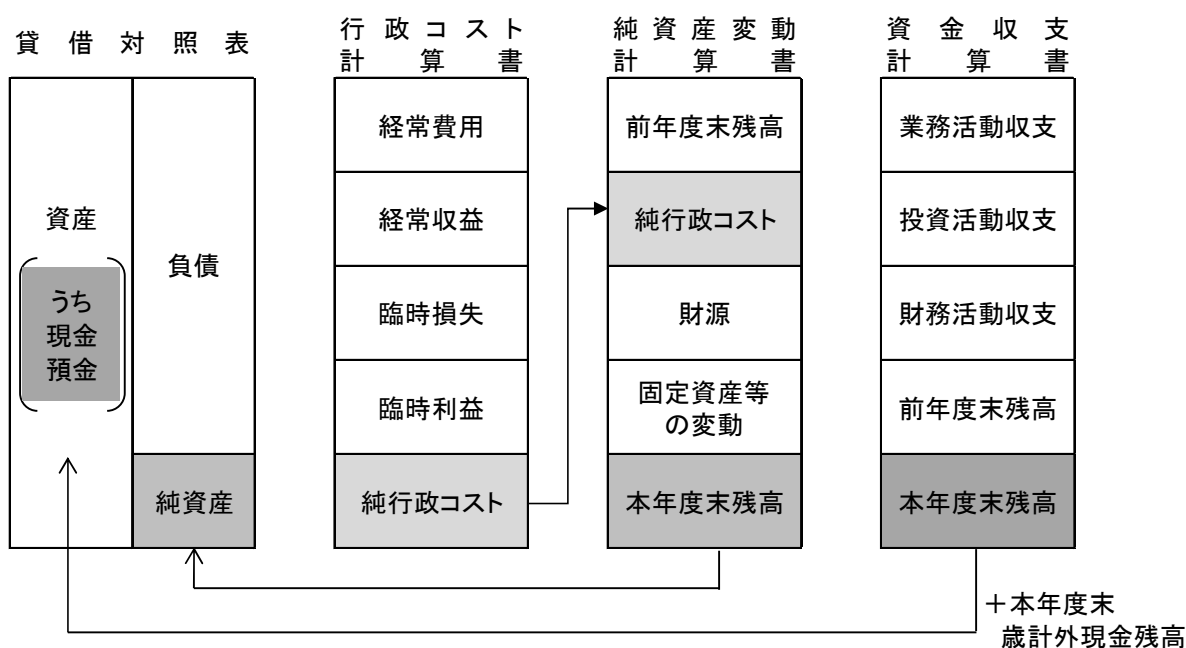 貸借対照表
資産
うち
現金
預金
負債
純資産
行政コスト
計算書
経常費用
経常収益
臨時損失
臨時利益
純行政コスト
純資産変動
計算書
前年度末残高
純行政コスト
財源
固定資産等
の変動
本年度末残高
資金収支
計算書
業務活動収支
投資活動収支
財務活動収支
前年度末残高
本年度末残高
＋本年度末
歳計外現金残高